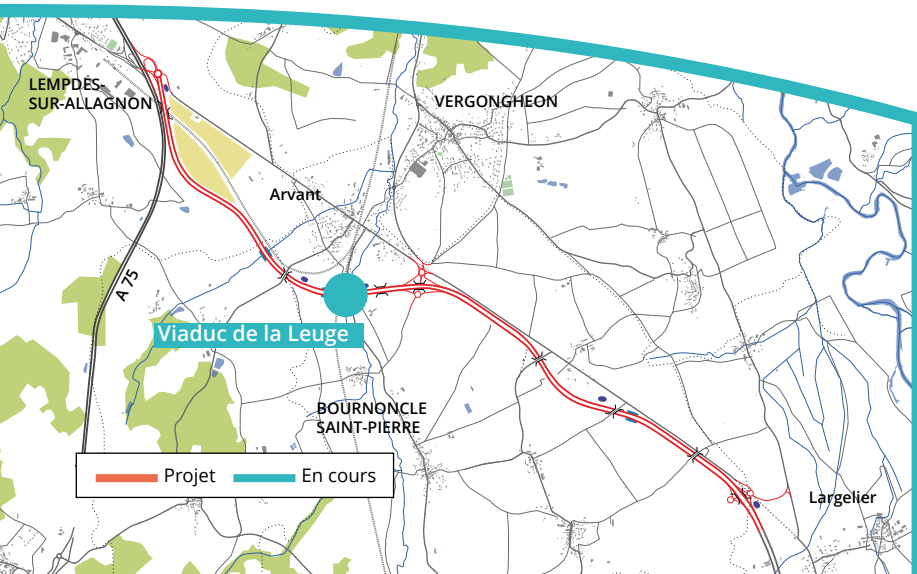 LEMPDES-
SUR-ALLAGNON
VERGONGHEON
Arvant
A 75
Viaduc de la Leuge
BOURNONCLE
SAINT-PIERRE
Projet
En cours
Largelier